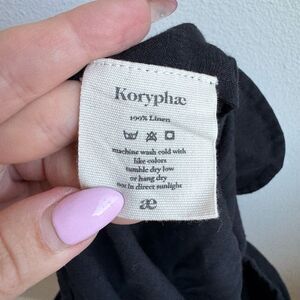 Koryphæ
100% Linen
machine wash cold with
like colors
tumble dry low
or hang dry
not in direct sunlight
æ